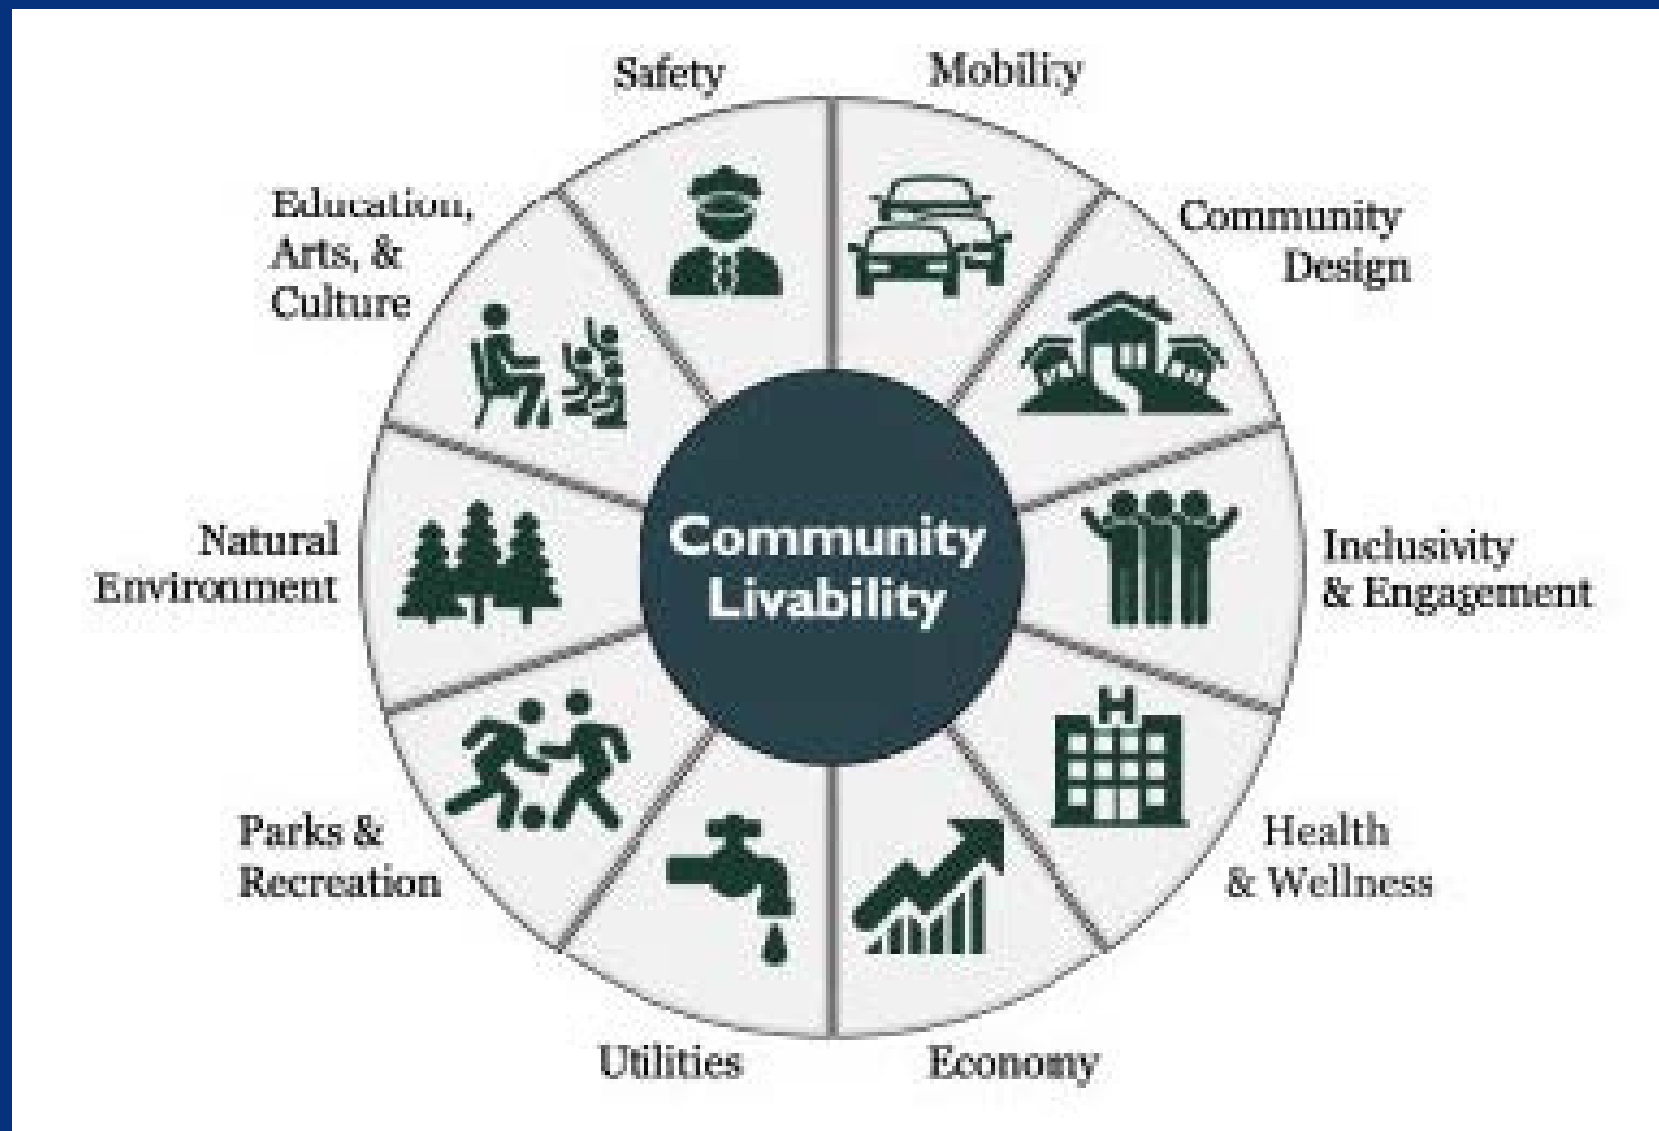 Safety
Mobility
Education,
Arts, &
Culture
Community
Design
Natural
Environment
Community
Livability
Inclusivity
& Engagement
Parks &
Recreation
Health
& Wellness
Utilities
Economy
H